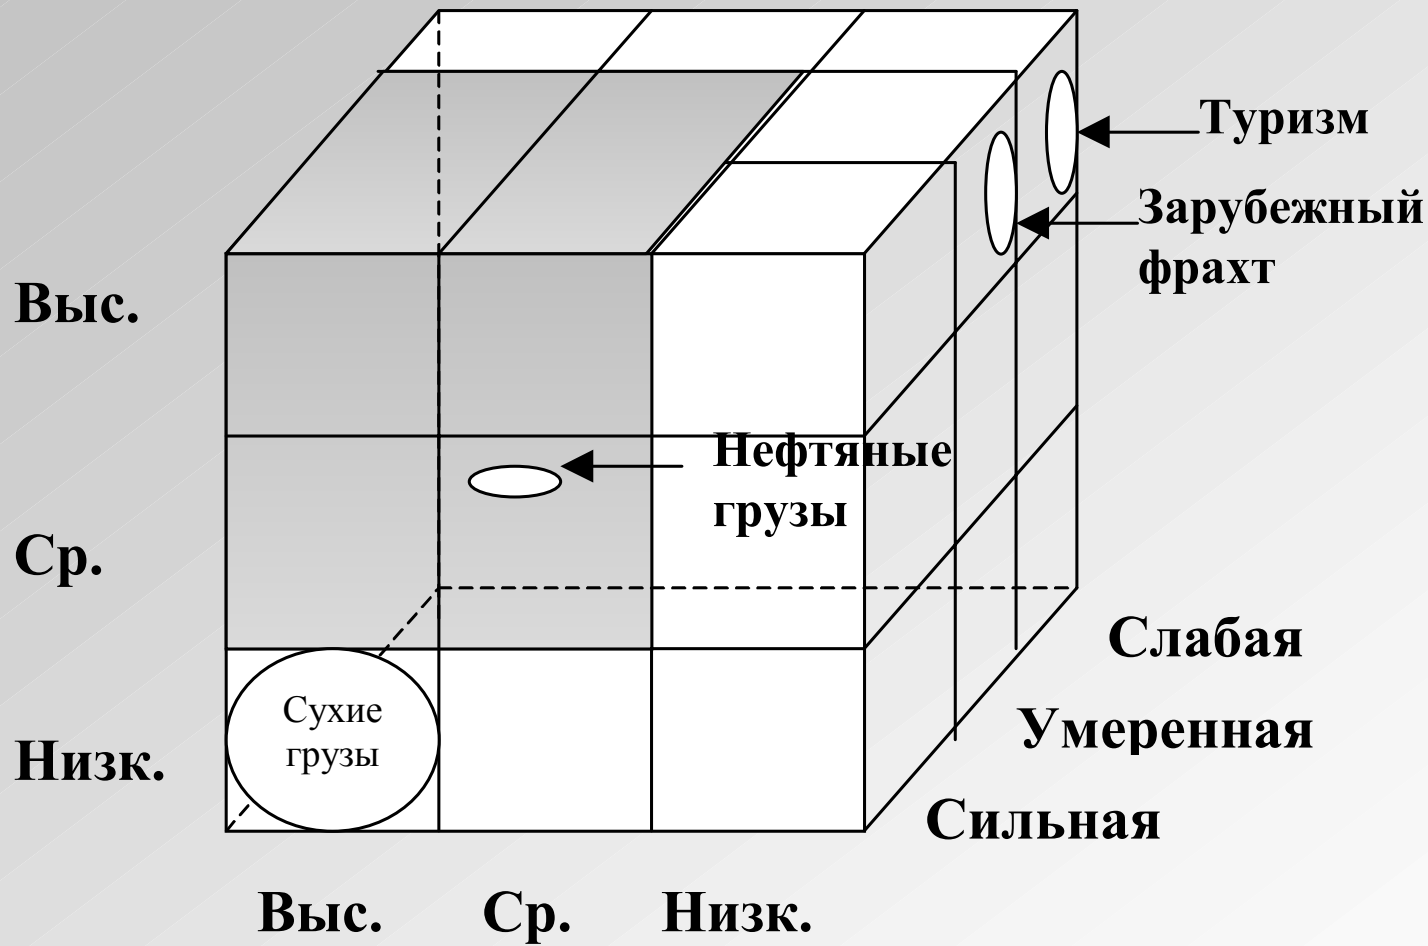 Туризм
Зарубежный
фрахт
Выс.
Нефтяные
грузы
Ср.
Слабая
Сухие
грузы
Умеренная
Низк.
Сильная
Выс.
Ср.
Низк.